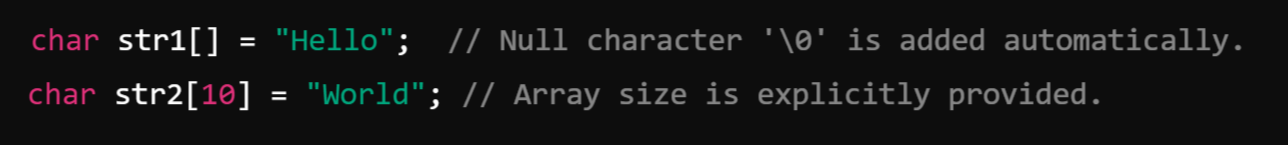 char str1[] = "Hello";  // Null character '\0' is added automatically.
char str2[10] = "World"; // Array size is explicitly provided.